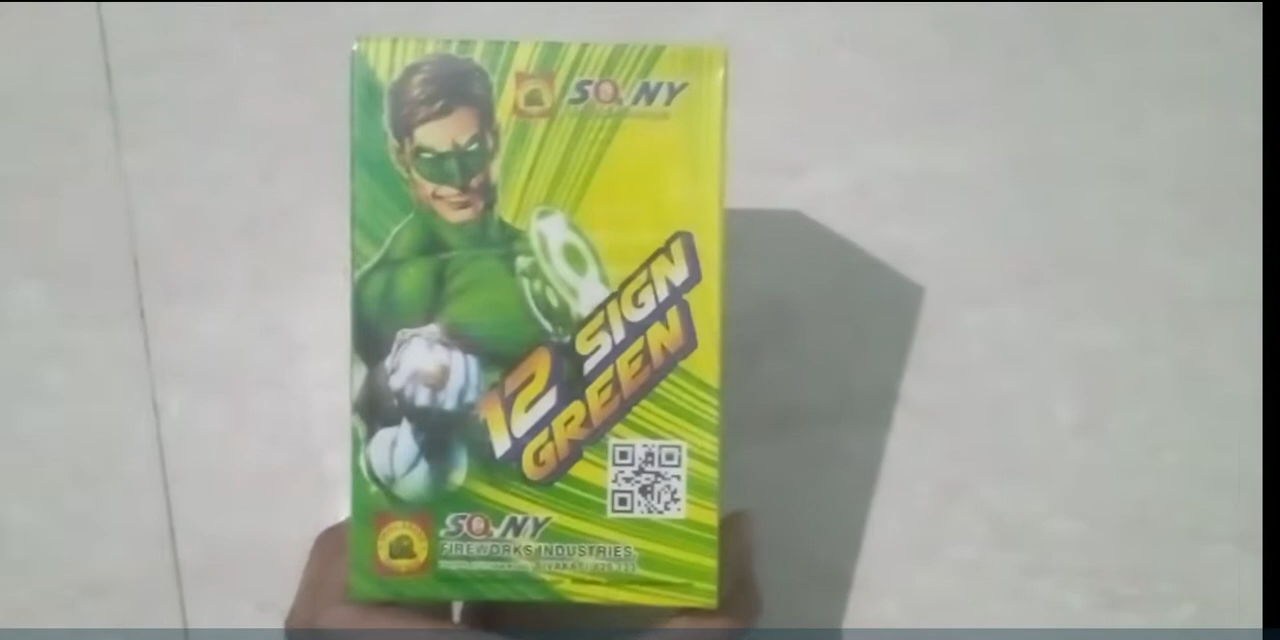 SONY
12 SIGN
GREEN
SONY
FIREWORKS INDUSTRIES,